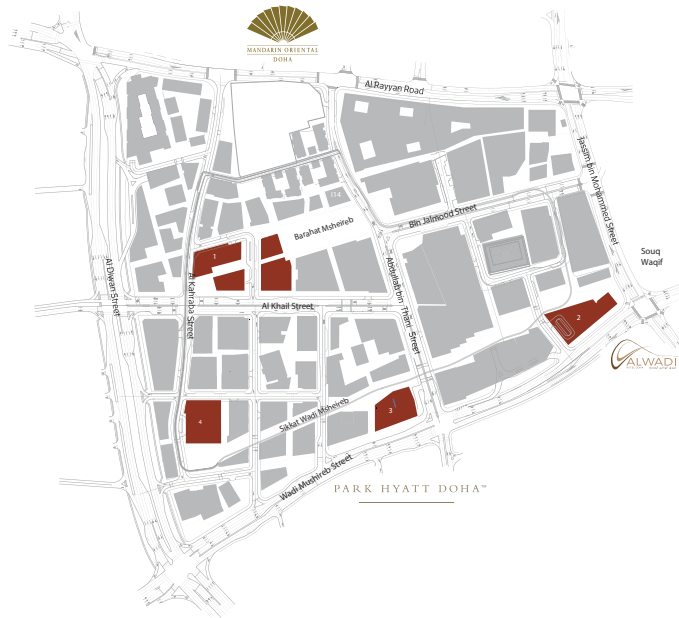 MANDARIN ORIENTAL
DOHA
Al Rayyan Road
Jassim bin Mohammed Street
Bin Jalmood Street
Barahat Msheireb
Souq
Waqif
1
Al Diwan Street
Al Kahraba Street
Abdullah bin Thani Street
Al Khail Street
2
ALWADI
3
4
Sikkat Wadi Msheireb
Wadi Mushireb Street
PARK HYATT DOHA™